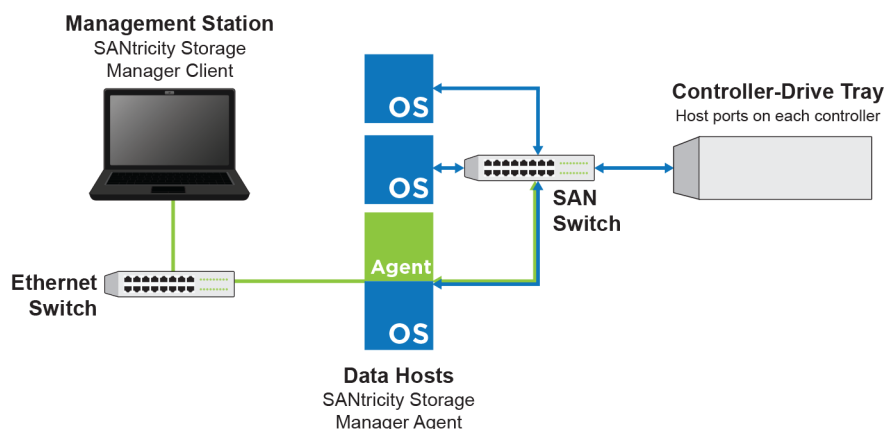 Management Station
SANtricity Storage
Manager Client
OS
Controller-Drive Tray
Host ports on each controller
OS
SAN
Switch
Agent
Ethernet
Switch
OS
Data Hosts
SANtricity Storage
Manager Agent